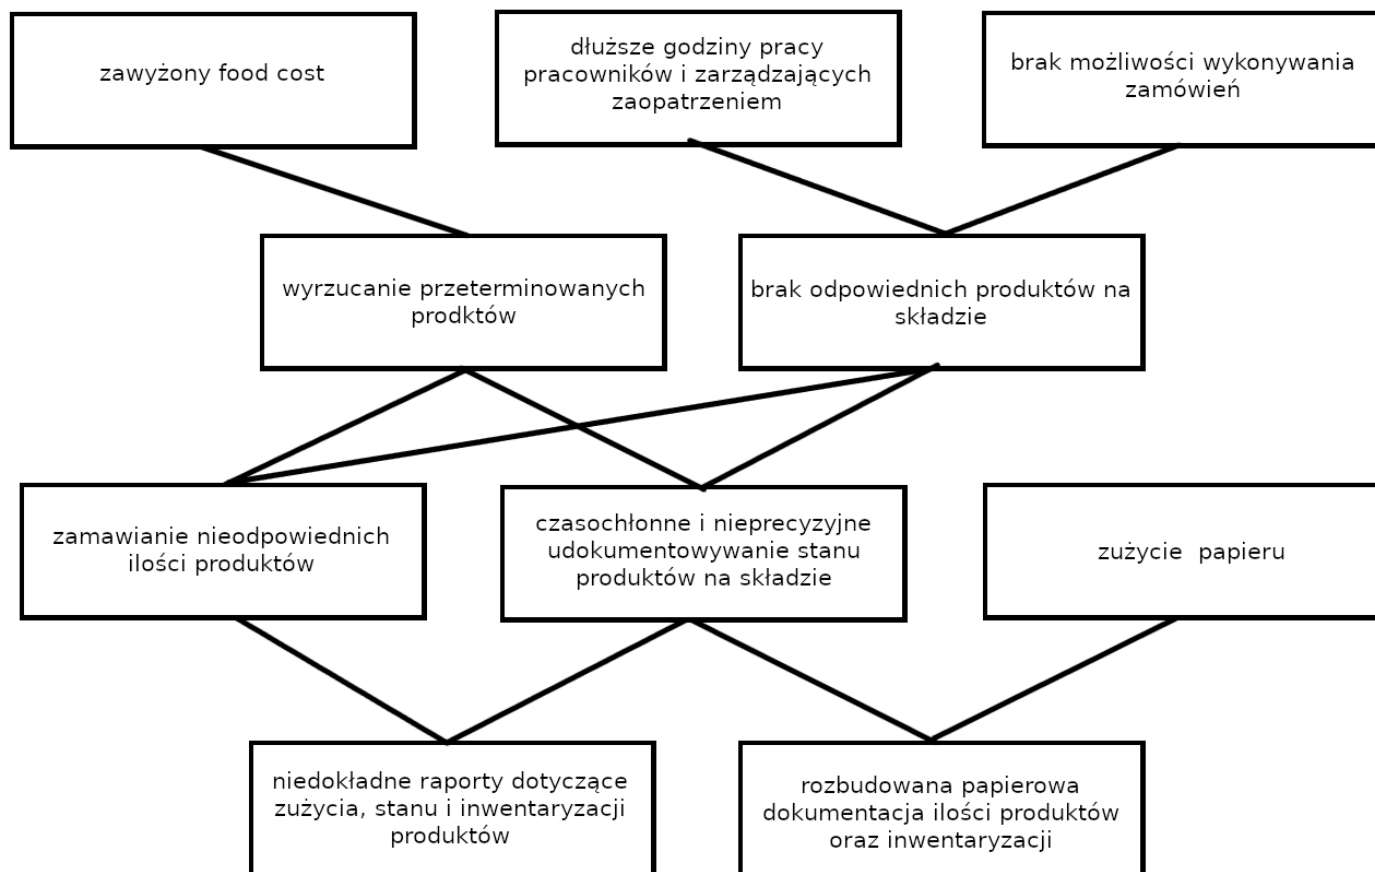 zawyżony food cost
dłuższe godziny pracy
pracowników i zarządzających
zaopatrzeniem
brak możliwości wykonywania
zamówień
wyrzucanie przeterminowanych
prodktów
brak odpowiednich produktów na
składzie
zamawianie nieodpowiednich
ilości produktów
czasochłonne i nieprecyzyjne
udokumentowywanie stanu
produktów na składzie
zużycie  papieru
niedokładne raporty dotyczące
zużycia, stanu i inwentaryzacji
produktów
rozbudowana papierowa
dokumentacja ilości produktów
oraz inwentaryzacji